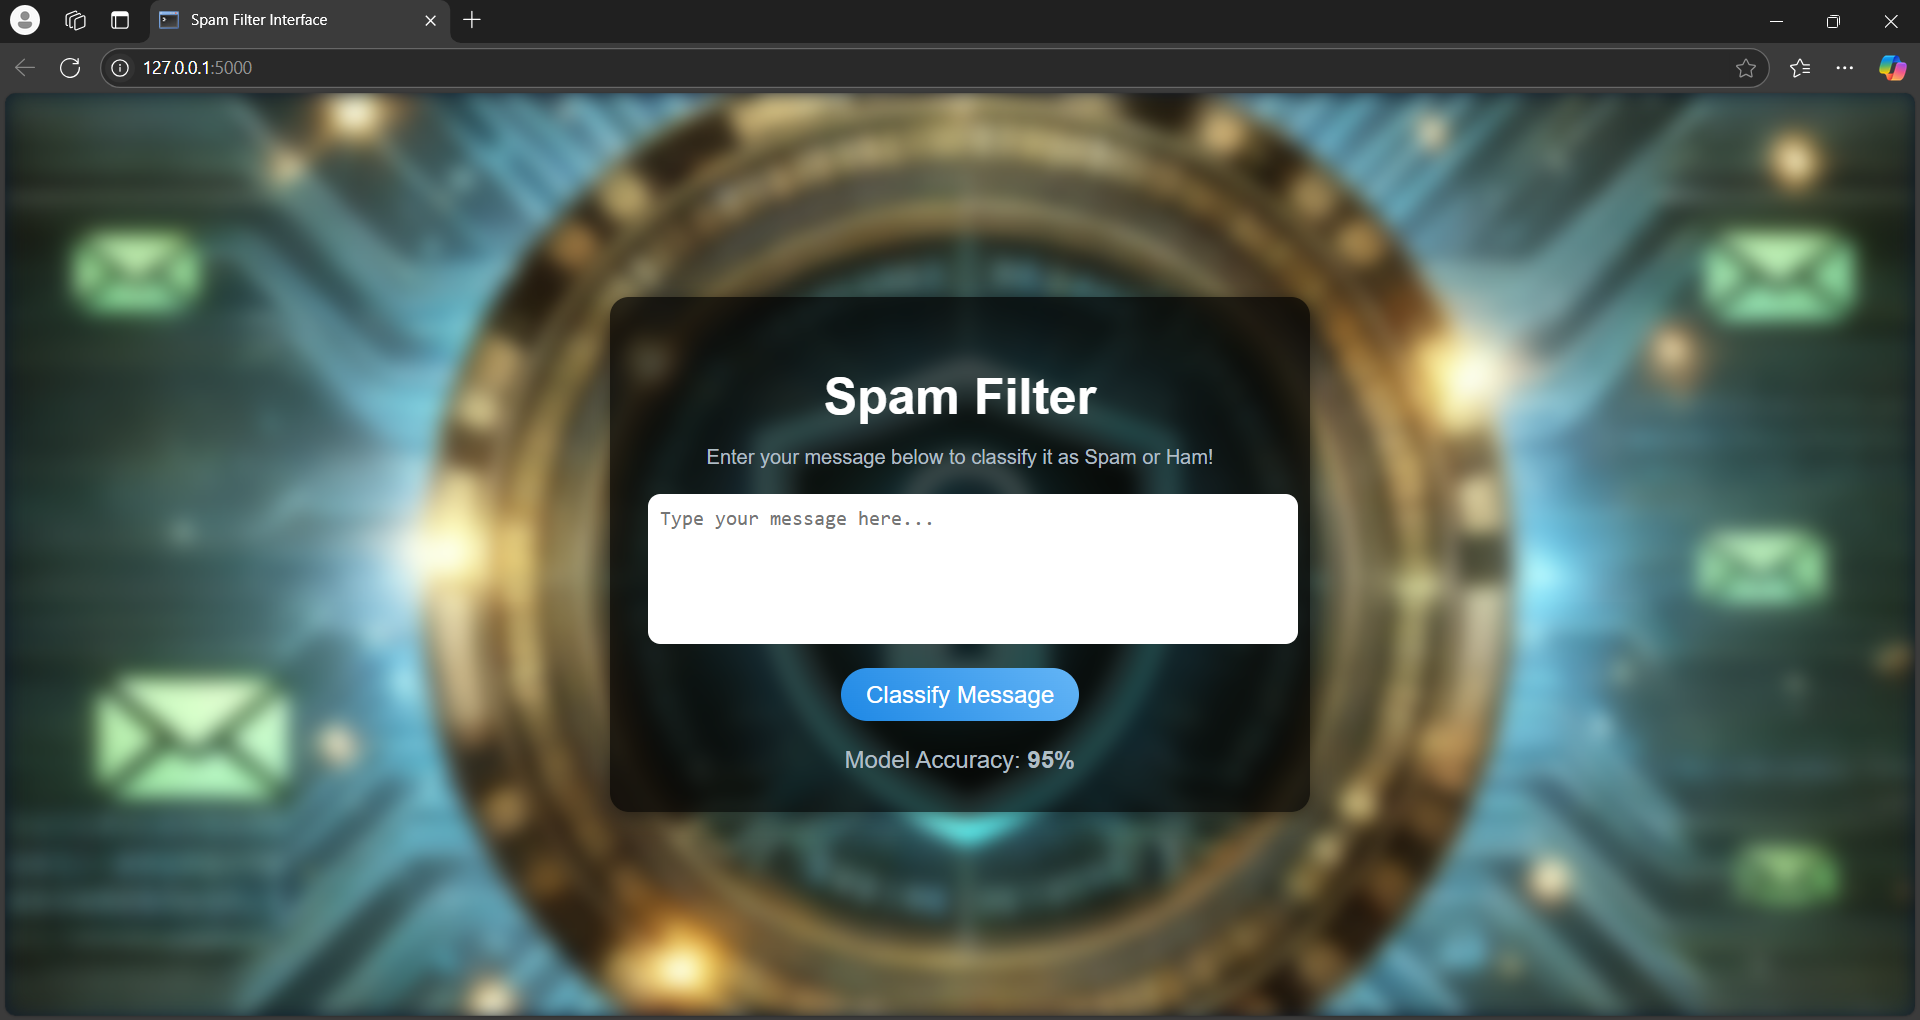 Spam Filter Interface
127.0.0.1:5000
Spam Filter
Enter your message below to classify it as Spam or Ham!
Type your message here...
Classify Message
Model Accuracy: 95%